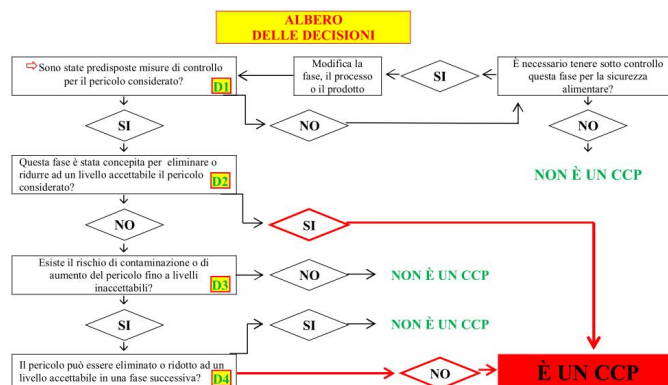 ALBERO
DELLE DECISIONI
⇨Sono state predisposte misure di controllo
per il pericolo considerato?
D1
Modifica la
fase, il processo
o il prodotto
SI
È necessario tenere sotto controllo
questa fase per la sicurezza
alimentare?
SI
NO
NO
NON È UN CCP
Questa fase è stata concepita per eliminare o
ridurre ad un livello accettabile il pericolo
considerato?
D2
NO
SI
Esiste il rischio di contaminazione o di
aumento del pericolo fino a livelli
inaccettabili?
D3
NO
NON È UN CCP
SI
SI
NON È UN CCP
Il pericolo può essere eliminato o ridotto ad un
livello accettabile in una fase successiva?
D4
NO
È UN CCP